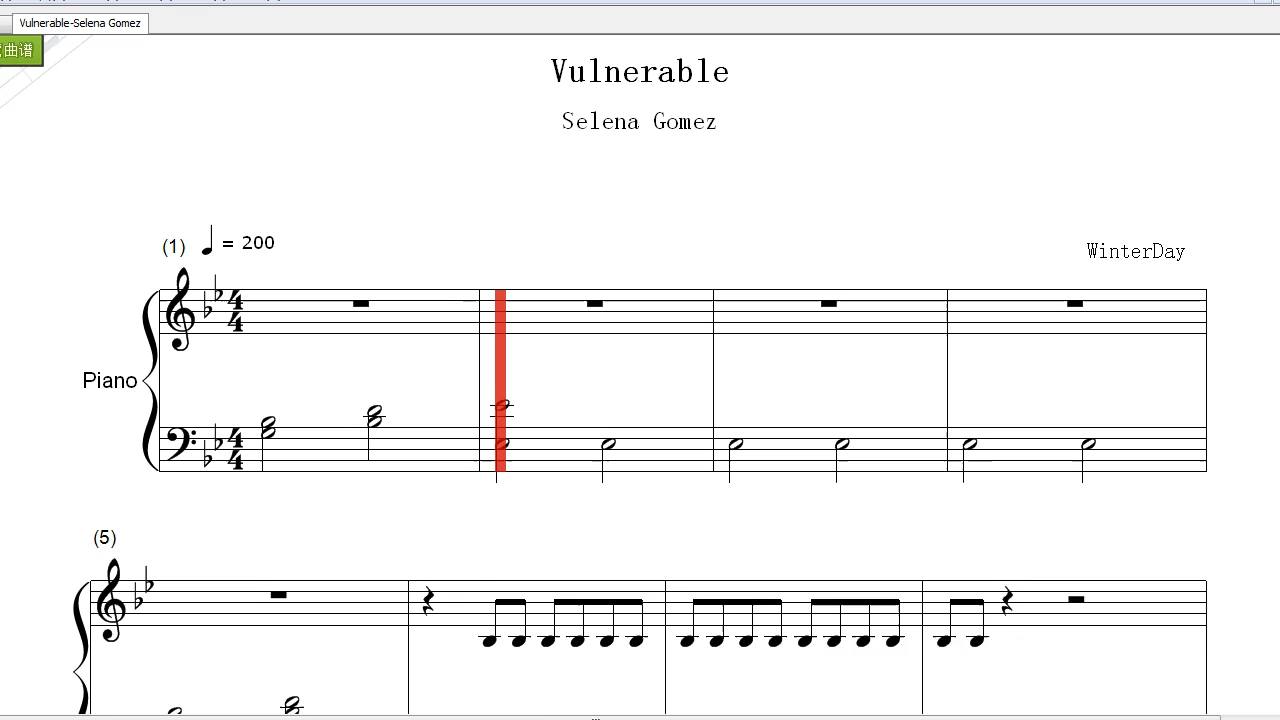 Vulnerable-Selena Gomez
曲谱
Vulnerable
Selena Gomez
(1) = 200
WinterDay
4
4
Piano
4
4
(5)